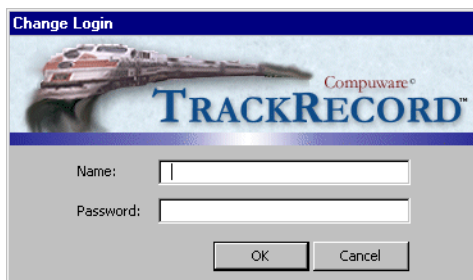 Change Login
Compuware©
TRACKRECORD™
Name:
Password:
OK Cancel